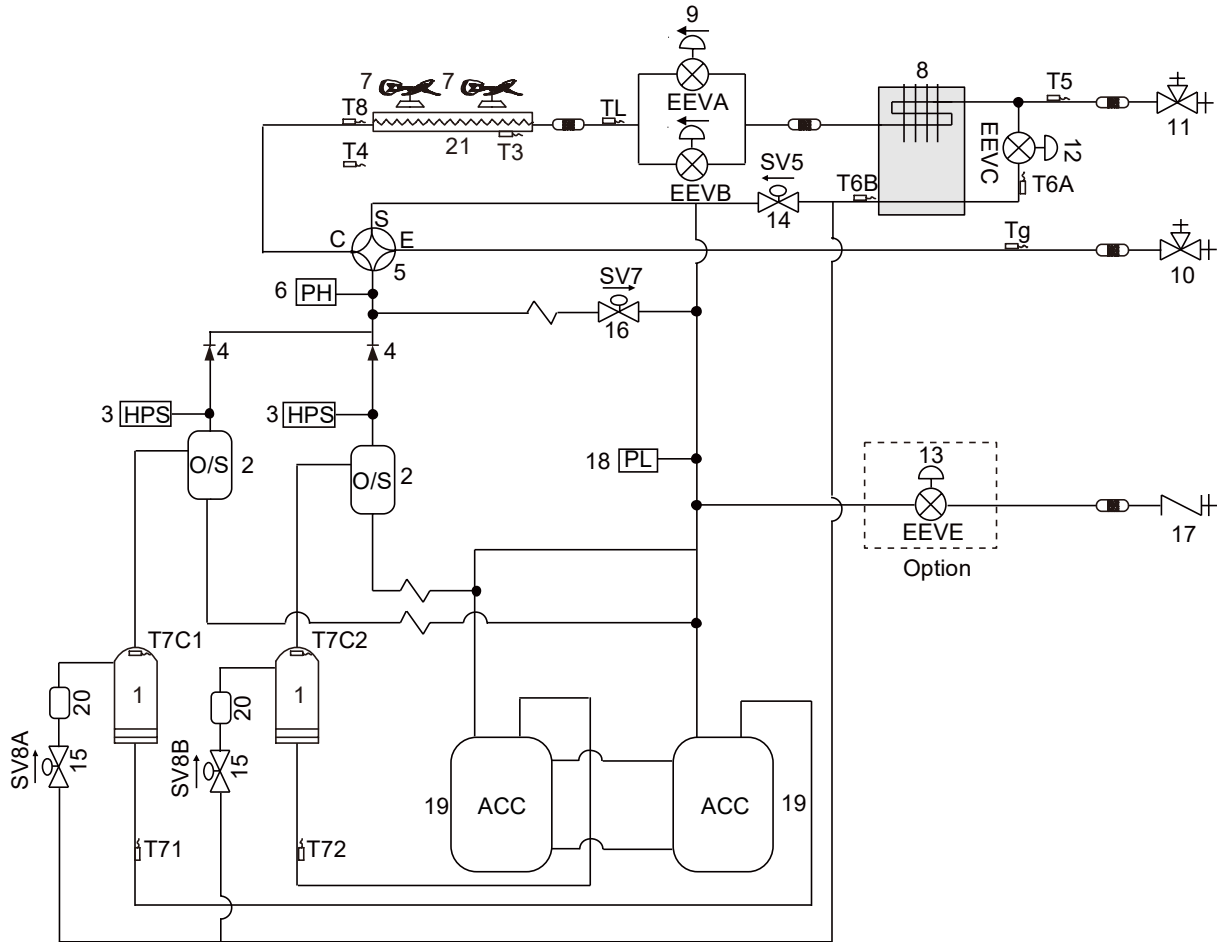 9
7 7
8
T8
TL
EEVA
T5
21
T3
T4
11
EEVC
12
EEVB
SV5
T6B
T6A
14
S
C
E
5
Tg
10
6 PH
SV7
16
4
4
3 HPS
3 HPS
O/S 2
O/S 2
18 PL
13
EEVE
17
Option
T7C1
T7C2
1
1
20
20
SV8A
15
SV8B
15
19
ACC
ACC
19
T71
T72